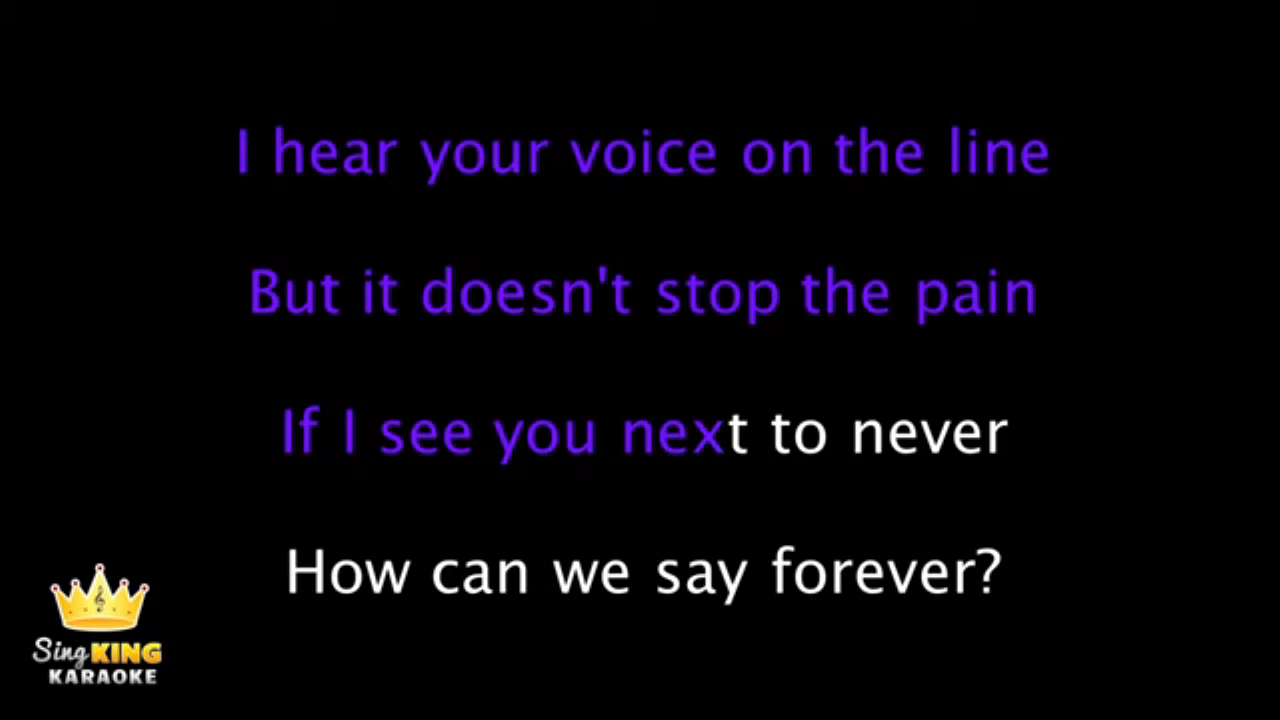 I hear your voice on the line
But it doesn't stop the pain
If I see you next to never
How can we say forever?
Sing KING
KARAOKE